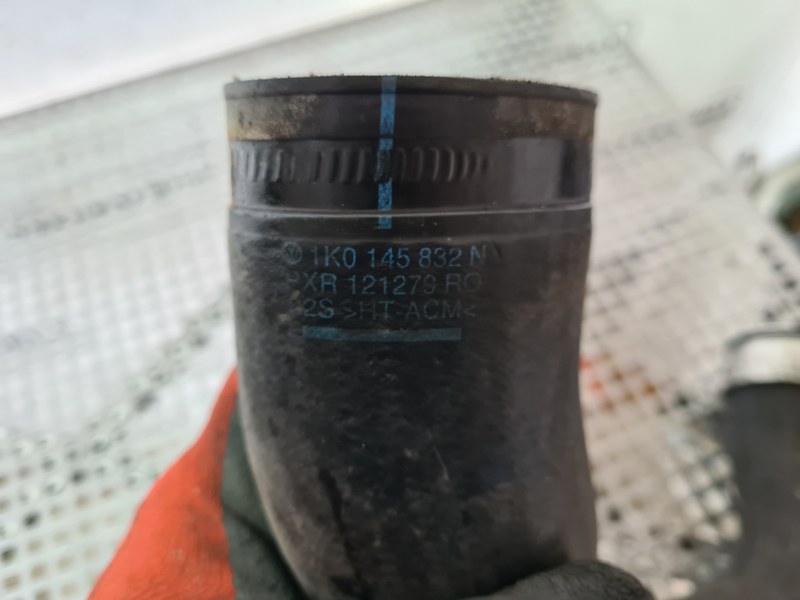 1K0 145 832 N
XR 121279 RO
2S >HT-ACM<